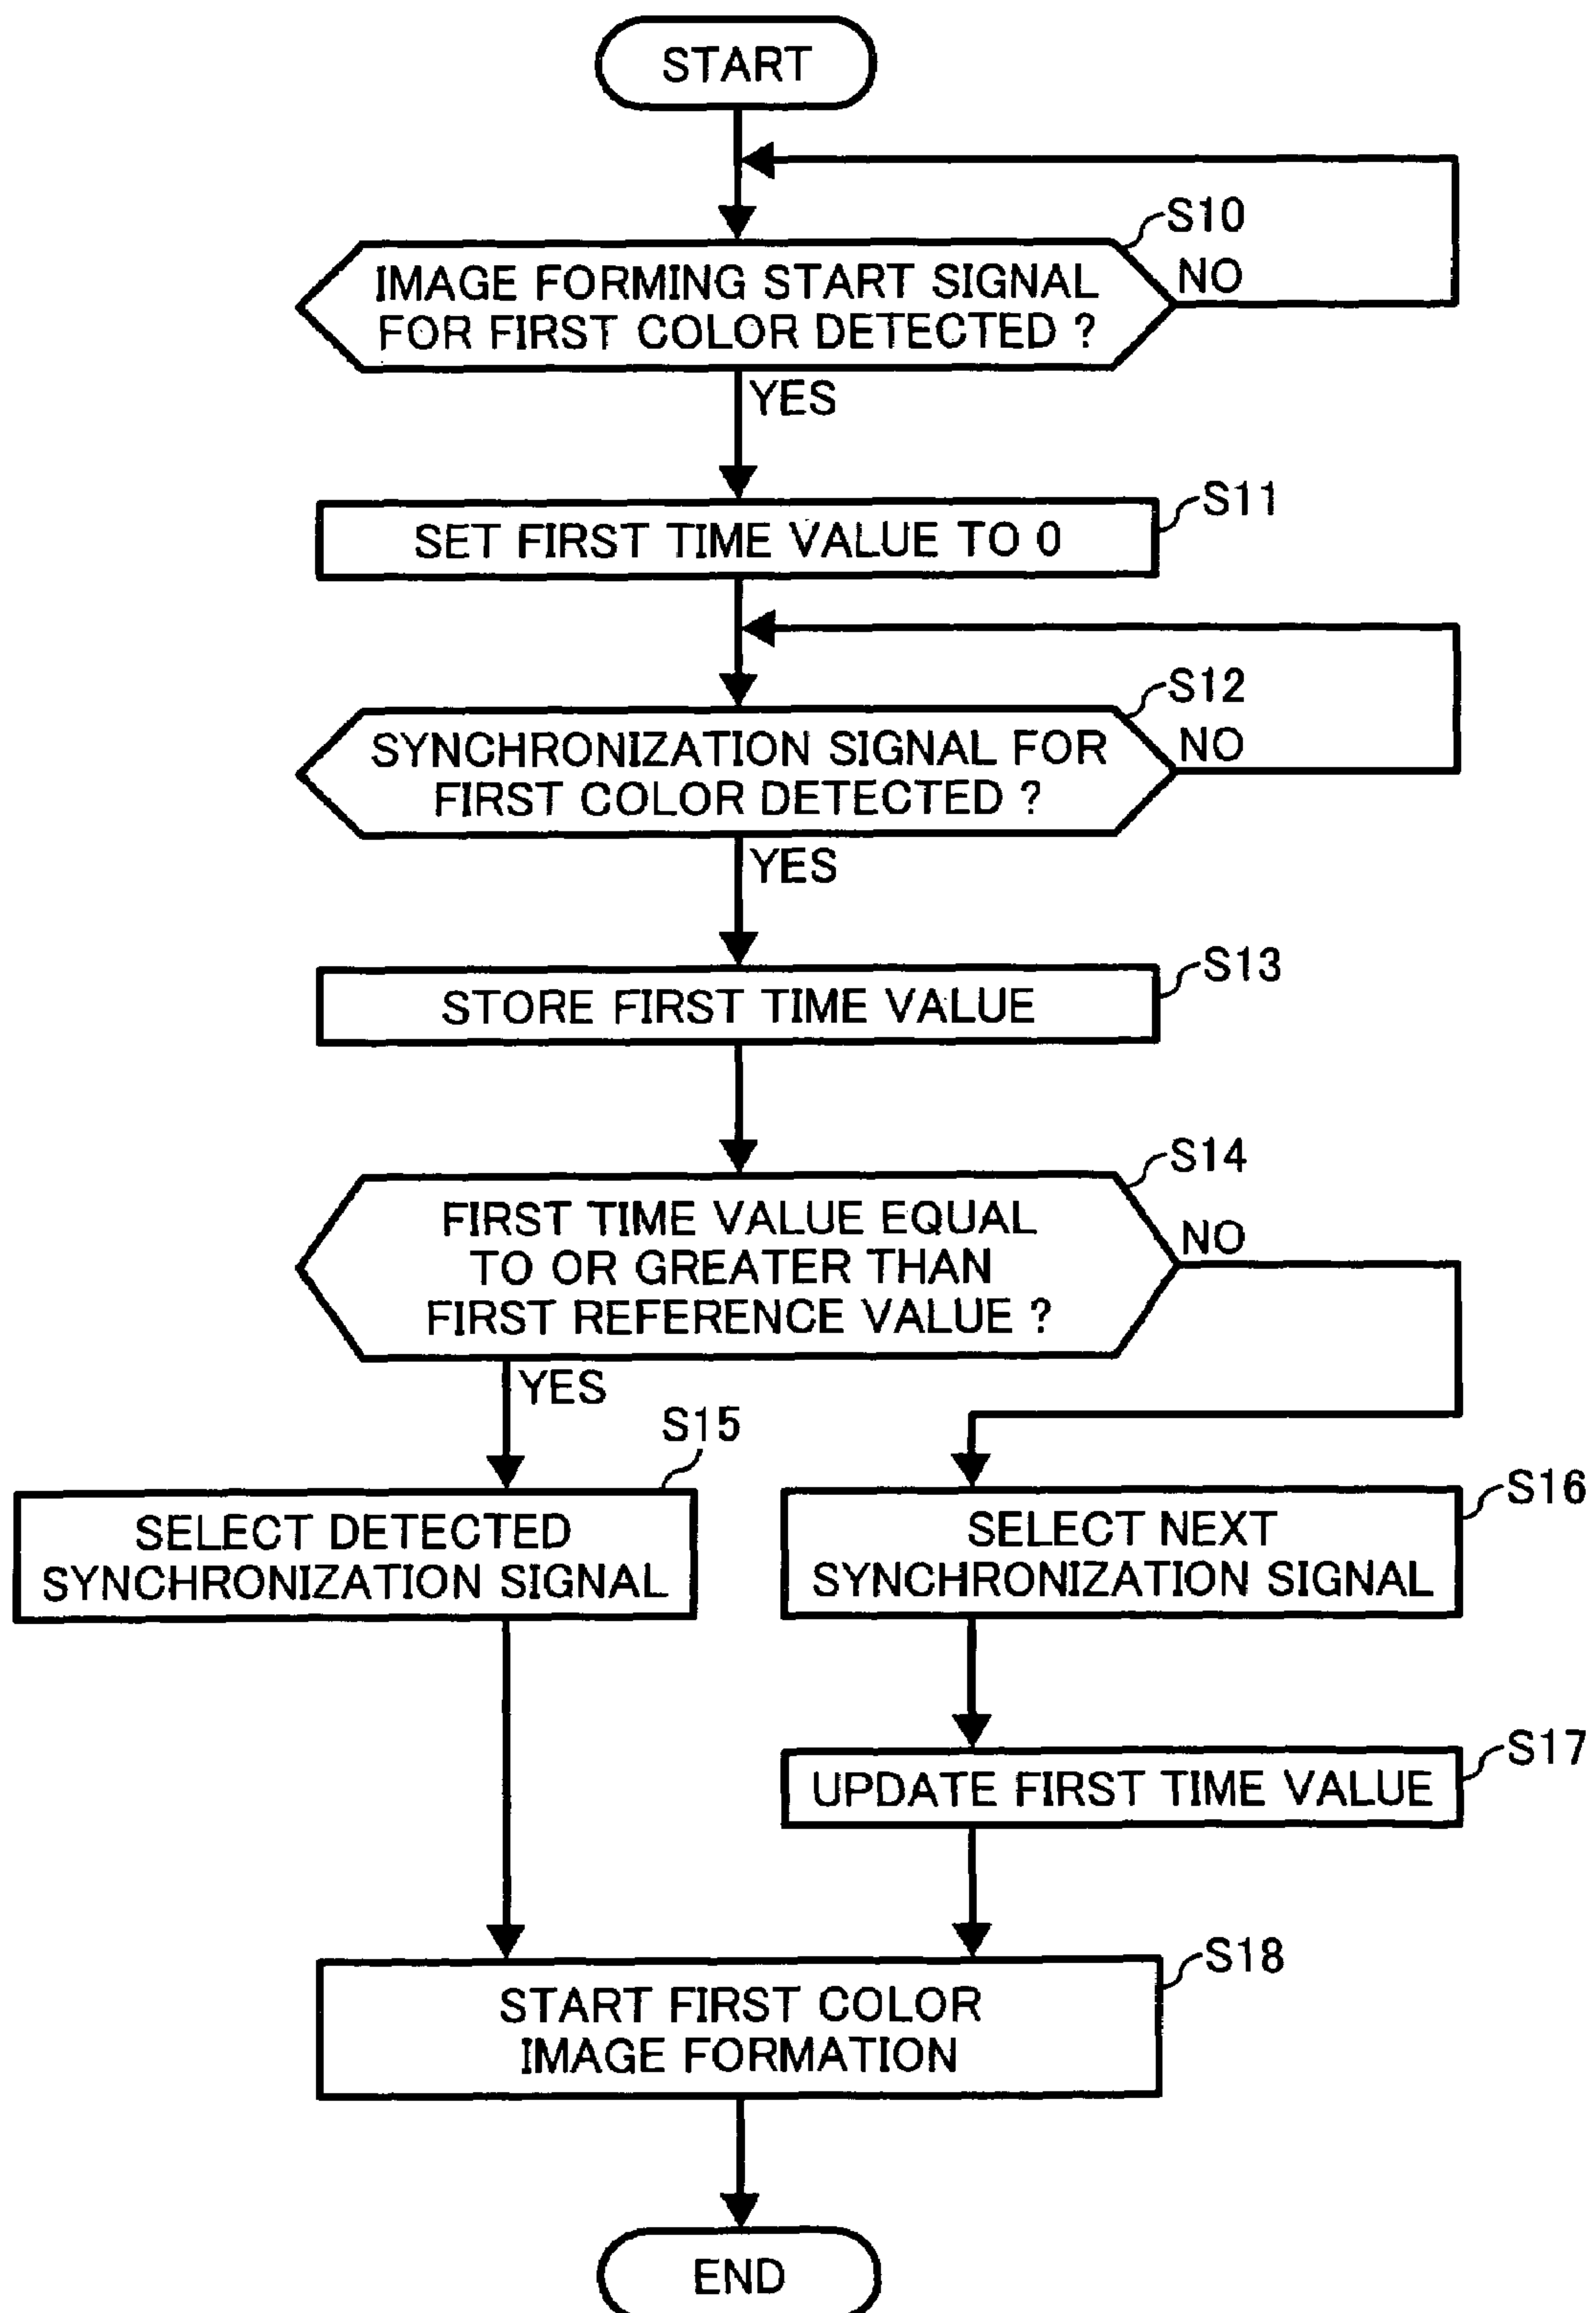 START
S10
IMAGE FORMING START SIGNAL
FOR FIRST COLOR DETECTED ?
NO
YES
S11
SET FIRST TIME VALUE TO 0
S12
SYNCHRONIZATION SIGNAL FOR
FIRST COLOR DETECTED ?
NO
YES
S13
STORE FIRST TIME VALUE
S14
FIRST TIME VALUE EQUAL
TO OR GREATER THAN
FIRST REFERENCE VALUE ?
NO
YES
S15
SELECT DETECTED
SYNCHRONIZATION SIGNAL
S16
SELECT NEXT
SYNCHRONIZATION SIGNAL
S17
UPDATE FIRST TIME VALUE
S18
START FIRST COLOR
IMAGE FORMATION
END